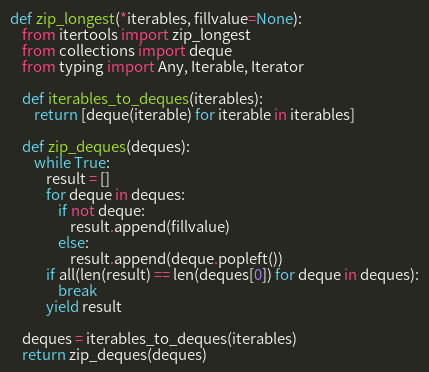 def zip_longest(*iterables, fillvalue=None):
    from itertools import zip_longest
    from collections import deque
    from typing import Any, Iterable, Iterator

    def iterables_to_deques(iterables):
        return [deque(iterable) for iterable in iterables]

    def zip_deques(deques):
        while True:
            result = []
            for deque in deques:
                if not deque:
                    result.append(fillvalue)
                else:
                    result.append(deque.popleft())
            if all(len(result) == len(deques[0]) for deque in deques):
                break
            yield result

    deques = iterables_to_deques(iterables)
    return zip_deques(deques)